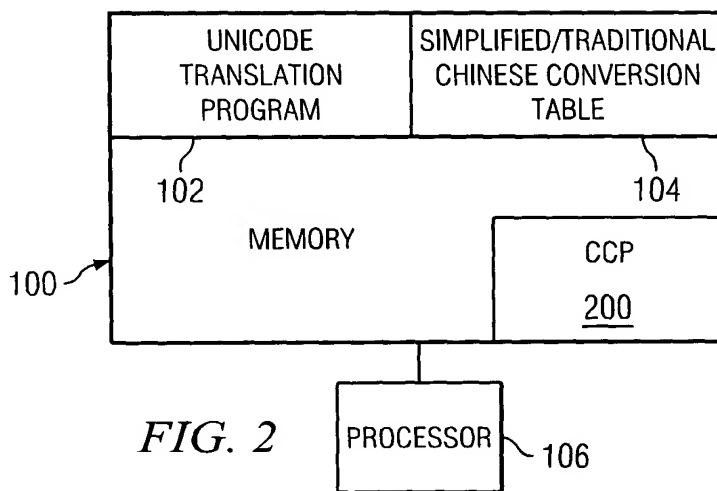 UNICODE
TRANSLATION
PROGRAM
SIMPLIFIED/TRADITIONAL
CHINESE CONVERSION
TABLE
102
104
MEMORY
CCP
100
200
PROCESSOR
106
FIG. 2